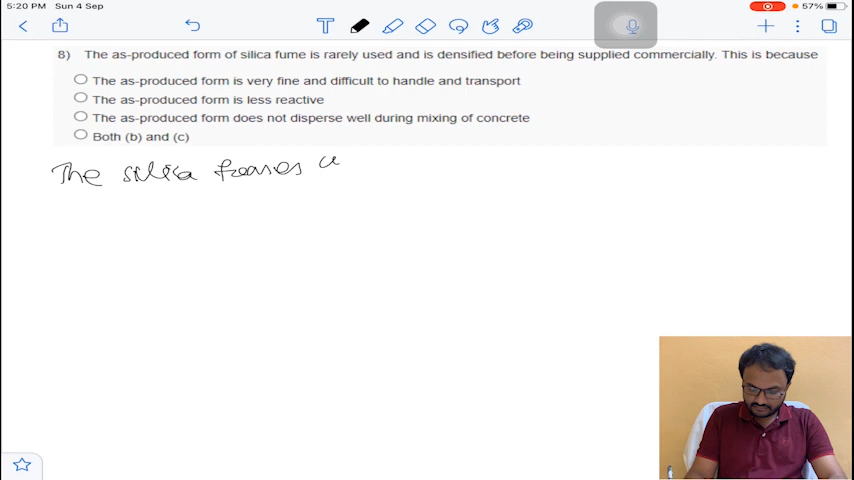 5:20 PM Sun 4 Sep
57%
T
8) The as-produced form of silica fume is rarely used and is densified before being supplied commercially. This is because
The as-produced form is very fine and difficult to handle and transport
The as-produced form is less reactive
The as-produced form does not disperse well during mixing of concrete
Both (b) and (c)
The silica